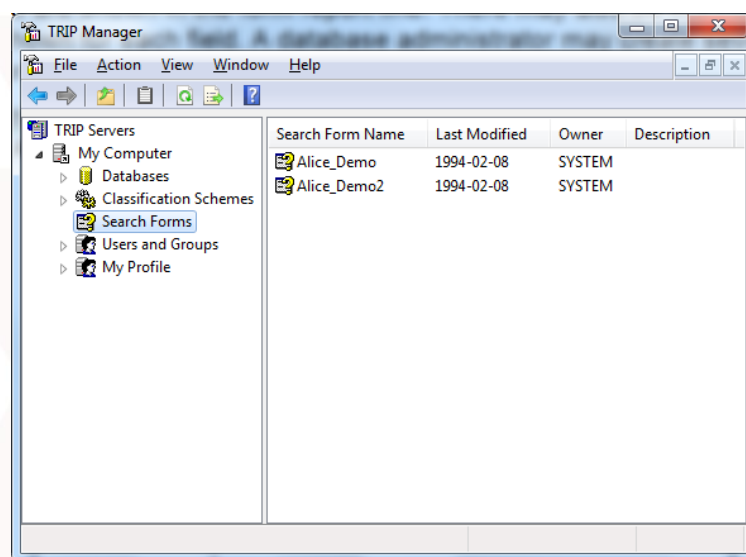 TRIP Manager
File Action View Window Help
TRIP Servers
My Computer
Databases
Classification Schemes
Search Forms
Users and Groups
My Profile
Search Form Name Last Modified Owner Description
Alice_Demo 1994-02-08 SYSTEM
Alice_Demo2 1994-02-08 SYSTEM